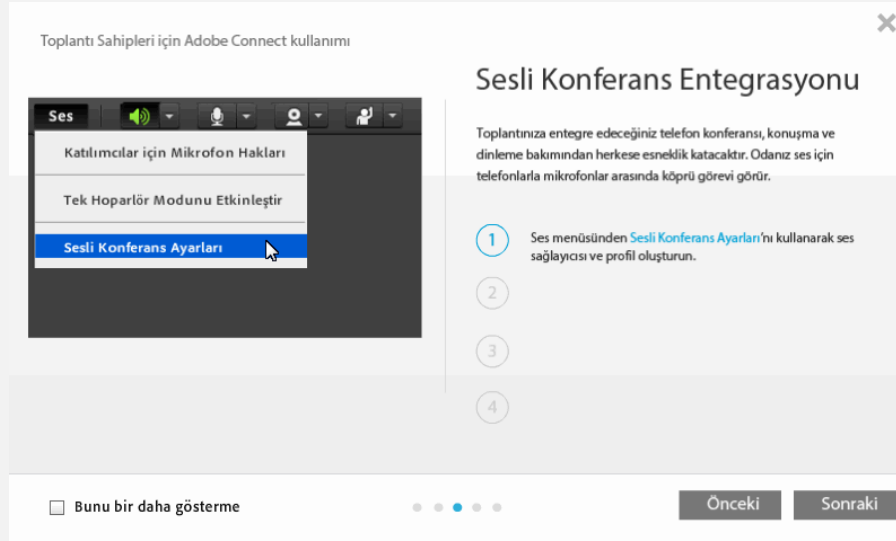 Toplantı Sahipleri için Adobe Connect kullanımı
Sesli Konferans Entegrasyonu
Ses
Katılımcılar için Mikrofon Hakları
Tek Hoparlör Modunu Etkinleştir
Sesli Konferans Ayarları
Toplantınıza entegre edeceğiniz telefon konferansı, konuşma ve
dinleme bakımından herkese esneklik katacaktır. Odanız ses için
telefonlarla mikrofonlar arasında köprü görevi görür.
1
Ses menüsünden Sesli Konferans Ayarları'nı kullanarak ses
sağlayıcısı ve profil oluşturun.
2
3
4
Bunu bir daha gösterme
Önceki
Sonraki